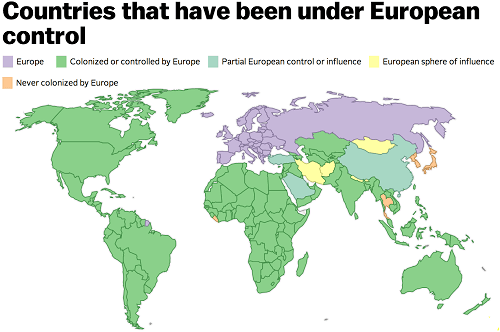 Countries that have been under European
control
Europe Colonized or controlled by Europe Partial European control or influence European sphere of influence
Never colonized by Europe